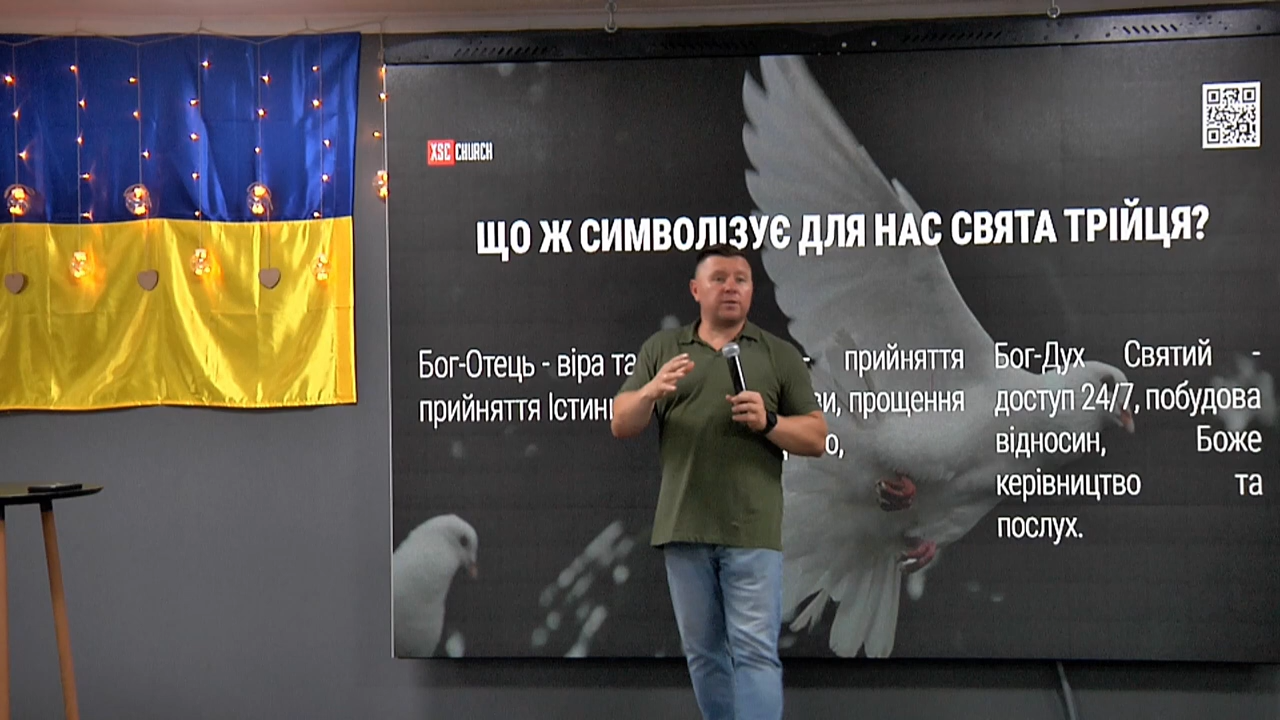 XSC CHURCH
ЩО Ж СИМВОЛІЗУЄ ДЛЯ НАС СВЯТА ТРІЙЦЯ?
Бог-Отець - віра та
прийняття
- прийняття
прощення
Бог-Дух Святий -
доступ 24/7, побудова
відносин, Боже
керівництво та
послух.